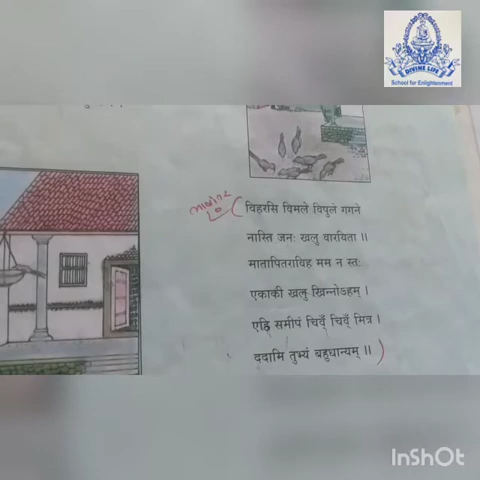 DIVINE LIFE
School for Enlightenment
(विहरसि विमले विपुले गगने
नास्ति जनः खलु वारयिता ॥
मातापितराविह मम न स्तः
एकाकी खलु खिन्नोऽहम् ।
एहि समीपं चिवँ् चिवँ् मित्र ।
ददामि तुभ्यं बहुधान्यम् ॥)
InShOt